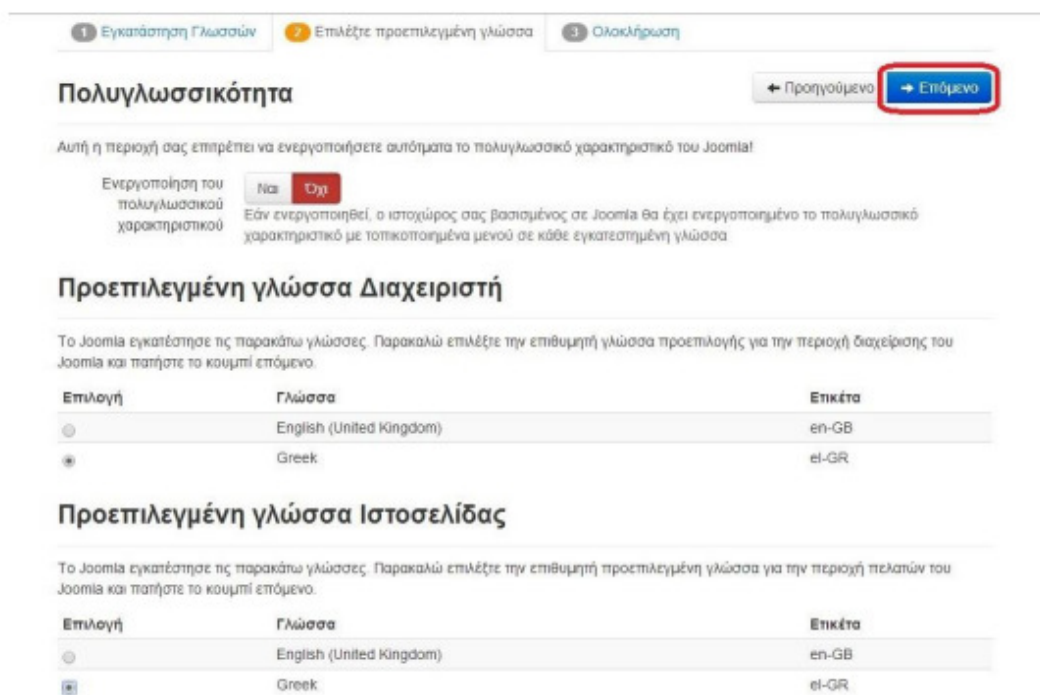 1 Εγκατάσταση Γλωσσών 2 Επιλέξτε προεπιλεγμένη γλώσσα 3 Ολοκλήρωση
Πολυγλωσσικότητα
← Προηγούμενο → Επόμενο
Αυτή η περιοχή σας επιτρέπει να ενεργοποιήσετε αυτόματα το πολυγλωσσικό χαρακτηριστικό του Joomla!
Ενεργοποίηση του
πολυγλωσσικού
χαρακτηριστικού
Ναι Όχι
Εάν ενεργοποιηθεί, ο ιστοχώρος σας βασισμένος σε Joomla θα έχει ενεργοποιημένο το πολυγλωσσικό
χαρακτηριστικό με τοπικοποιημένα μενού σε κάθε εγκατεστημένη γλώσσα
Προεπιλεγμένη γλώσσα Διαχειριστή
Το Joomla εγκατέστησε τις παρακάτω γλώσσες. Παρακαλώ επιλέξτε την επιθυμητή γλώσσα προεπιλογής για την περιοχή διαχείρισης του
Joomla και πατήστε το κουμπί επόμενο.
Επιλογή Γλώσσα Ετικέτα
English (United Kingdom) en-GB
Greek el-GR
Προεπιλεγμένη γλώσσα Ιστοσελίδας
Το Joomla εγκατέστησε τις παρακάτω γλώσσες. Παρακαλώ επιλέξτε την επιθυμητή προεπιλεγμένη γλώσσα για την περιοχή πελατών του
Joomla και πατήστε το κουμπί επόμενο.
Επιλογή Γλώσσα Ετικέτα
English (United Kingdom) en-GB
Greek el-GR